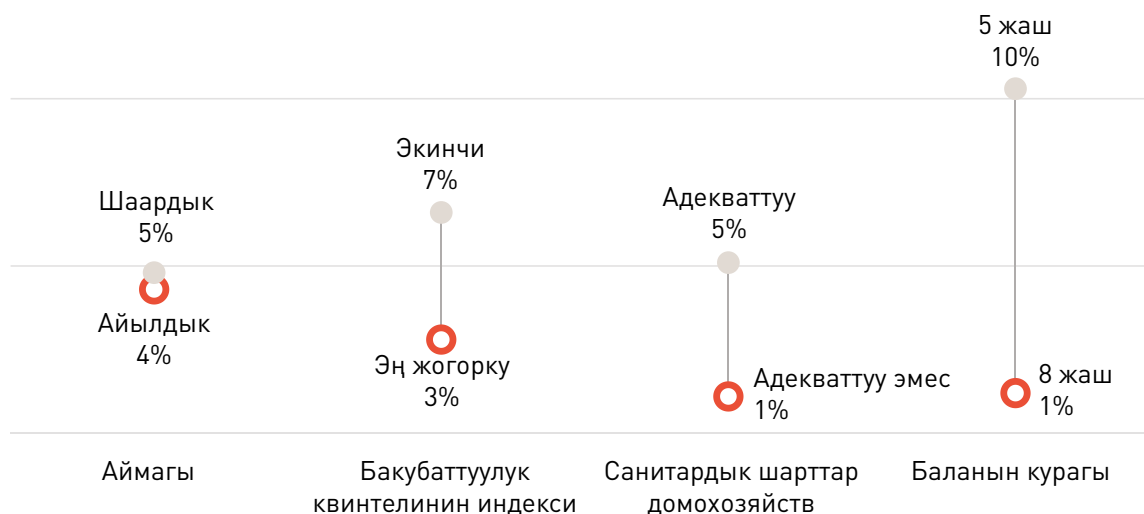 Шаардык
5%
Айылдык
4%
Аймагы
Экинчи
7%
Эң жогорку
3%
Бакубаттуулук
квинтелинин индекси
Адекваттуу
5%
Адекваттуу эмес
1%
Санитардык шарттар
домохозяйств
5 жаш
10%
8 жаш
1%
Баланын курагы